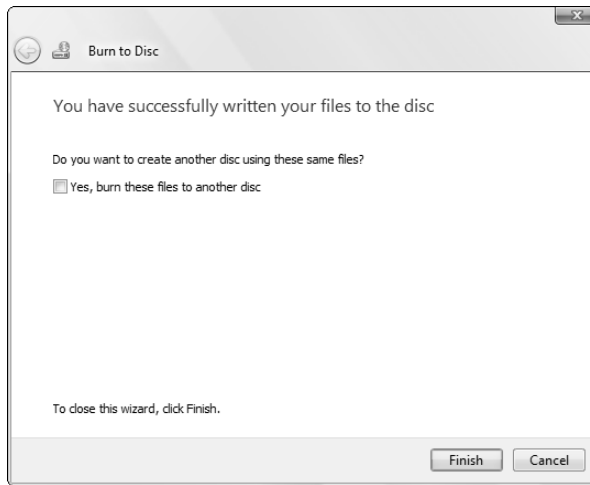 Burn to Disc
You have successfully written your files to the disc
Do you want to create another disc using these same files?
Yes, burn these files to another disc
To close this wizard, click Finish.
Finish Cancel